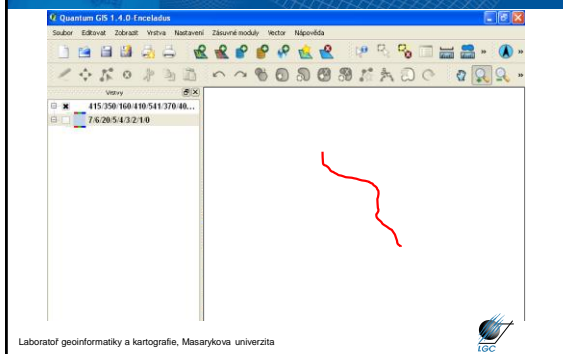 Quantum GIS 1.4.0-Enceladus
Soubor Editovat Zobrazit Vrstva Nastavení Zásuvné moduly Vector Nápověda
Vrstvy
415/350/160/410/541/370/40...
7/6/20/5/4/3/2/1/0
Laboratoř geoinformatiky a kartografie, Masarykova univerzita
LGC